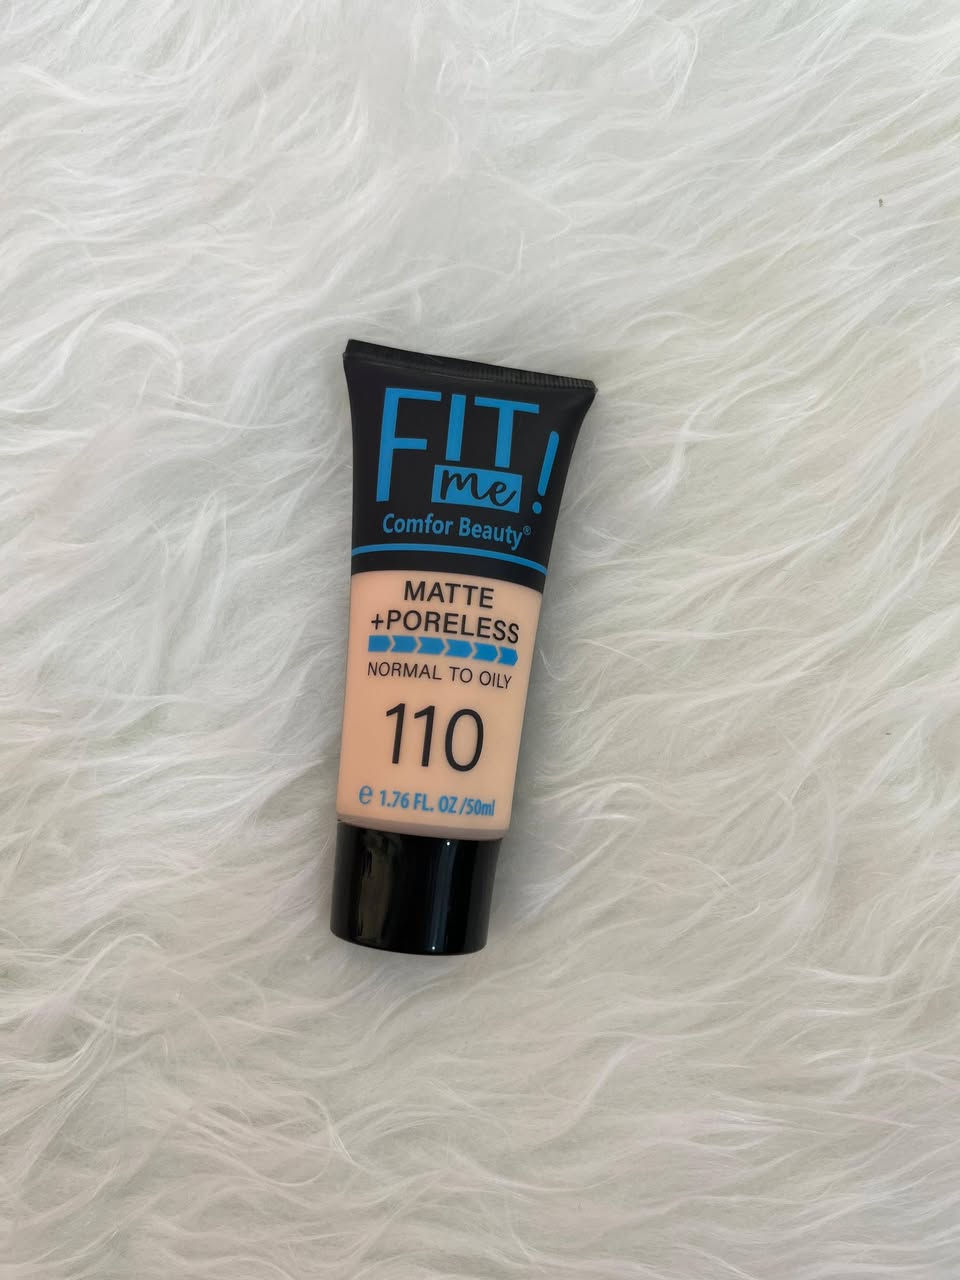 FIT
me!
Comfor Beauty®
MATTE
+PORELESS
NORMAL TO OILY
110
e 1.76 FL. OZ/50ml